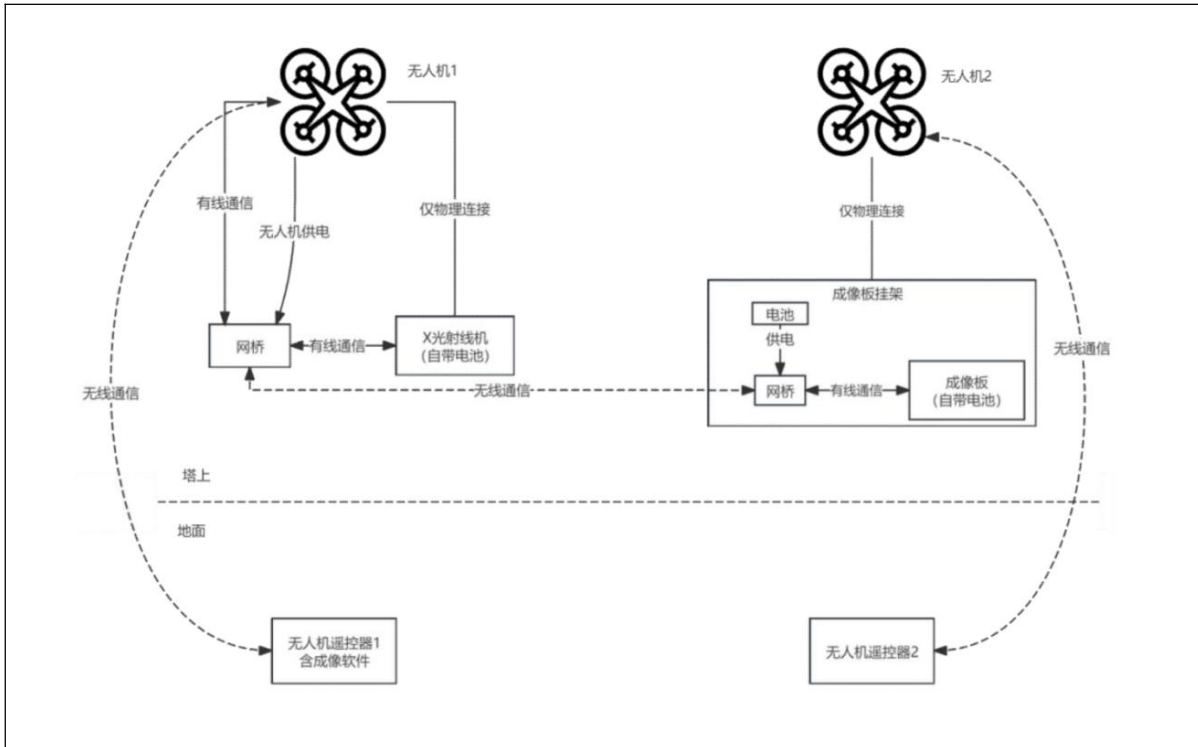 无人机1
无人机2
有线通信
无人机供电
仅物理连接
仅物理连接
成像板挂架
电池
供电
网桥
有线通信
X光射线机
(自带电池)
网桥
有线通信
成像板
(自带电池)
无线通信
无线通信
无线通信
塔上
地面
无人机遥控器1
含成像软件
无人机遥控器2